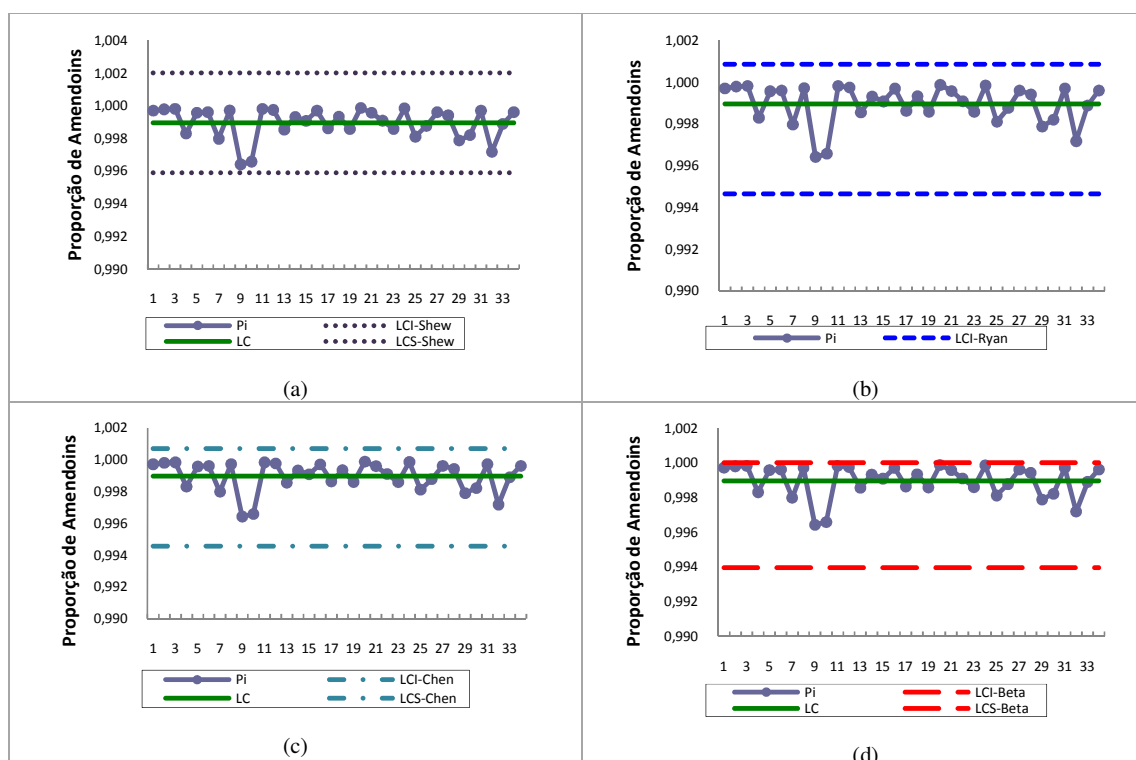 Proporção de Amendoins
1,004
1,002
1,000
0,998
0,996
0,994
0,992
0,990
1 3 5 7 9 11 13 15 17 19 21 23 25 27 29 31 33
Pi LCI-Shew
LC LCS-Shew
(a)
Proporção de Amendoins
1,002
1,000
0,998
0,996
0,994
0,992
0,990
1 3 5 7 9 11 13 15 17 19 21 23 25 27 29 31 33
Pi LCI-Ryan
(b)
Proporção de Amendoins
1,002
1,000
0,998
0,996
0,994
0,992
0,990
1 3 5 7 9 11 13 15 17 19 21 23 25 27 29 31 33
Pi LCI-Chen
LC LCS-Chen
(c)
Proporção de Amendoins
1,002
1,000
0,998
0,996
0,994
0,992
0,990
1 3 5 7 9 11 13 15 17 19 21 23 25 27 29 31 33
Pi LCI-Beta
LC LCS-Beta
(d)